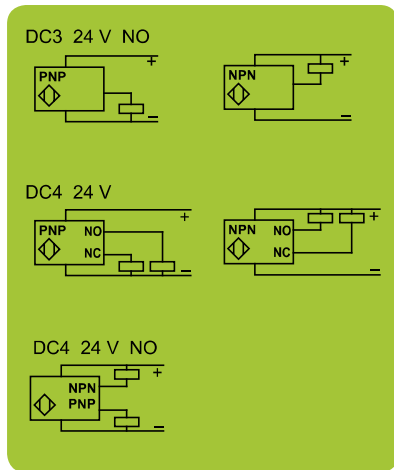 DC3 24 V NO
PNP
+
−
NPN
+
−
DC4 24 V
PNP NO
NC
+
−
NPN NO
NC
+
−
DC4 24 V NO
NPN
PNP
+
−